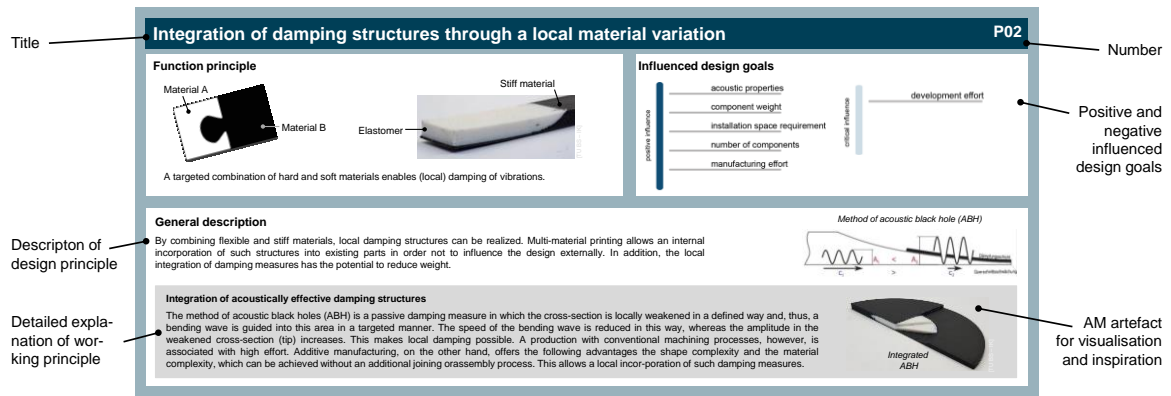 Title
Integration of damping structures through a local material variation
P02
Number
Function principle
Material A
Material B
Stiff material
Elastomer
A targeted combination of hard and soft materials enables (local) damping of vibrations.
Influenced design goals
positive influence
acoustic properties
component weight
installation space requirement
number of components
manufacturing effort
critical influence
development effort
Positive and
negative
influenced
design goals
Descripton of
design principle
General description
By combining flexible and stiff materials, local damping structures can be realized. Multi-material printing allows an internal
incorporation of such structures into existing parts in order not to influence the design externally. In addition, the local
integration of damping measures has the potential to reduce weight.
Method of acoustic black hole (ABH)
A₁ < A₂
c₁ > c₂
Detailed expla-
nation of wor-
king principle
Integration of acoustically effective damping structures
The method of acoustic black holes (ABH) is a passive damping measure in which the cross-section is locally weakened in a defined way and, thus, a
bending wave is guided into this area in a targeted manner. The speed of the bending wave is reduced in this way, whereas the amplitude in the
weakened cross-section (tip) increases. This makes local damping possible. A production with conventional machining processes, however, is
associated with high effort. Additive manufacturing, on the other hand, offers the following advantages the shape complexity and the material
complexity, which can be achieved without an additional joining orassembly process. This allows a local incor-poration of such damping measures.
Integrated
ABH
AM artefact
for visualisation
and inspiration